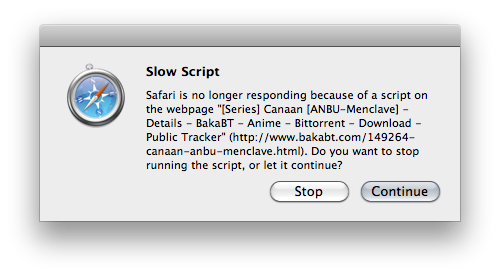 Slow Script
Safari is no longer responding because of a script on
the webpage "[Series] Canaan [ANBU-Menclave] –
Details – BakaBT – Anime – Bittorrent – Download –
Public Tracker" (http://www.bakabt.com/149264-
canaan-anbu-menclave.html). Do you want to stop
running the script, or let it continue?
Stop
Continue